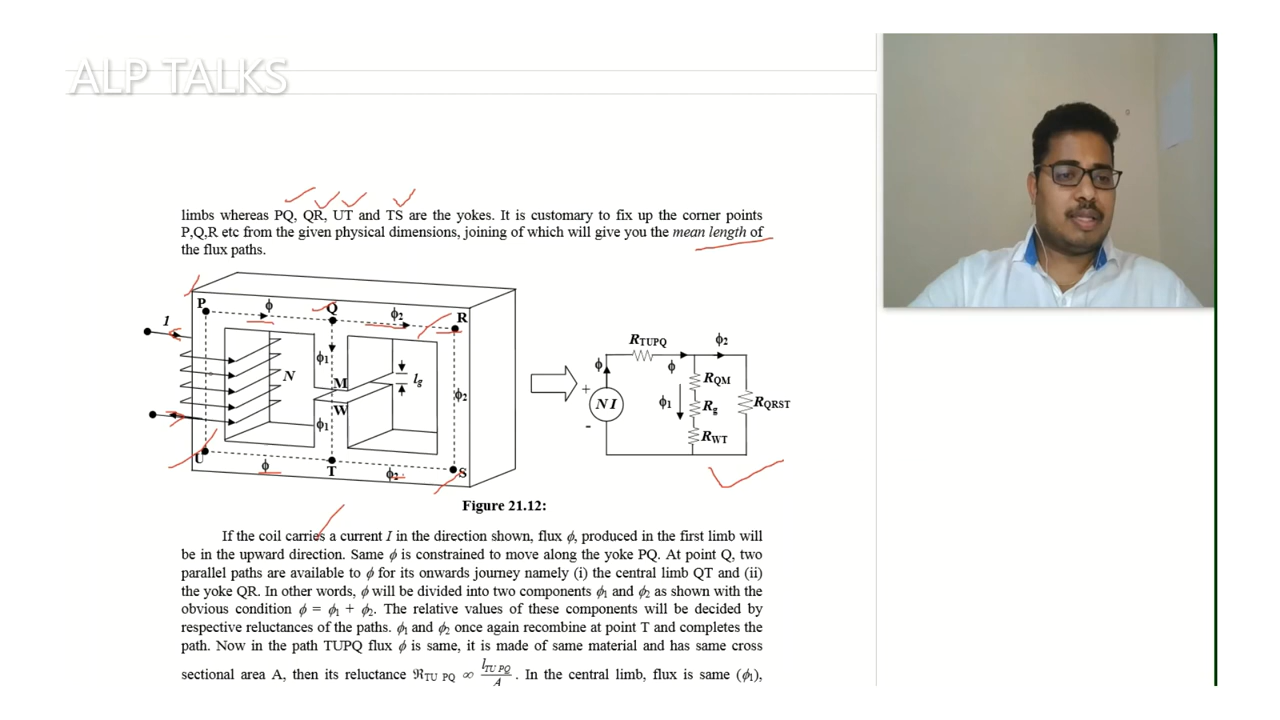 ALP TALKS
limbs whereas PQ, QR, UT and TS are the yokes. It is customary to fix up the corner points
P,Q,R etc from the given physical dimensions, joining of which will give you the mean length of
the flux paths.
P
ϕ
Q
ϕ2
R
I
N
ϕ1
M
lg
W
ϕ2
ϕ1
U
ϕ
T
ϕ2
S
RTUPQ
ϕ2
ϕ
ϕ
RQM
+
NI
ϕ1
Rg
RQRST
-
RWT
Figure 21.12:
If the coil carries a current I in the direction shown, flux ϕ, produced in the first limb will
be in the upward direction. Same ϕ is constrained to move along the yoke PQ. At point Q, two
parallel paths are available to ϕ for its onwards journey namely (i) the central limb QT and (ii)
the yoke QR. In other words, ϕ will be divided into two components ϕ1 and ϕ2 as shown with the
obvious condition ϕ = ϕ1 + ϕ2. The relative values of these components will be decided by
respective reluctances of the paths. ϕ1 and ϕ2 once again recombine at point T and completes the
path. Now in the path TUPQ flux ϕ is same, it is made of same material and has same cross
sectional area A, then its reluctance ℜTU PQ ∞ lTU PQ / A . In the central limb, flux is same (ϕ1),